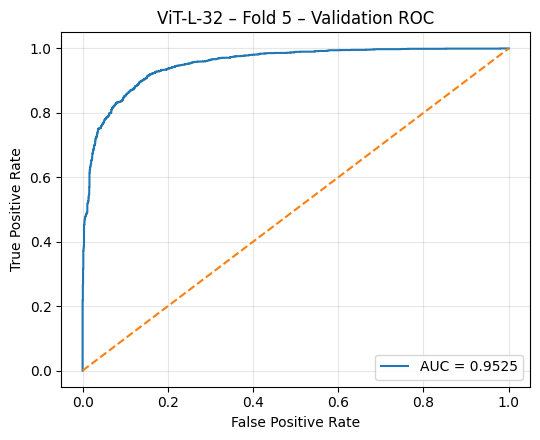 ViT-L-32 – Fold 5 – Validation ROC
True Positive Rate
1.0
0.8
0.6
0.4
0.2
0.0
0.0 0.2 0.4 0.6 0.8 1.0
False Positive Rate
AUC = 0.9525